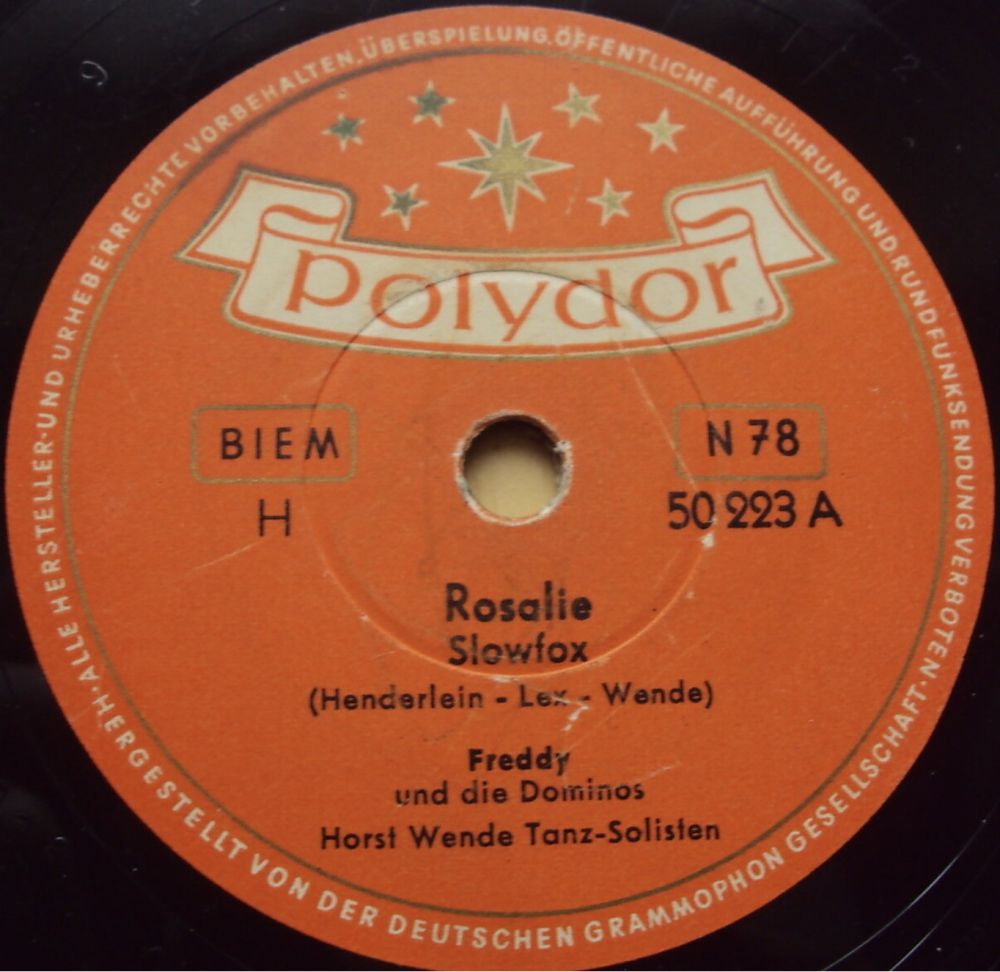 ALLE HERSTELLER-UND URHEBERRECHTE VORBEHALTEN, ÜBERSPIELUNG, ÖFFENTLICHE AUFFÜHRUNG UND RUNDFUNKSENDUNG VERBOTEN·
polydor
BIEM
N 78
H
50 223 A
Rosalie
Slowfox
(Henderlein - Lex - Wende)
Freddy
und die Dominos
Horst Wende Tanz-Solisten
HERGESTELLT VON DER DEUTSCHEN GRAMMOPHON GESELLSCHAFT·